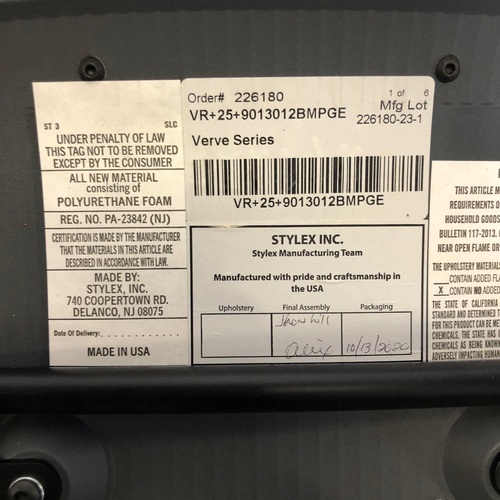 ST 3 SLC
UNDER PENALTY OF LAW
THIS TAG NOT TO BE REMOVED
EXCEPT BY THE CONSUMER
ALL NEW MATERIAL
consisting of
POLYURETHANE FOAM
REG. NO. PA-23842 (NJ)
CERTIFICATION IS MADE BY THE MANUFACTURER
THAT THE MATERIALS IN THIS ARTICLE ARE
DESCRIBED IN ACCORDANCE WITH LAW.
MADE BY:
STYLEX, INC.
740 COOPERTOWN RD.
DELANCO, NJ 08075
Date Of Delivery:
MADE IN USA
Order# 226180
1 of 6
VR+25+9013012BMPGE
Mfg Lot
226180-23-1
Verve Series
VR+25+9013012BMPGE
STYLEX INC.
Stylex Manufacturing Team
Manufactured with pride and craftsmanship in
the USA
Upholstery Final Assembly Packaging
10/13/2020
THIS ARTICLE M
REQUIREMENTS O
HOUSEHOLD GOODS
BULLETIN 117-2013.
NEAR OPEN FLAME OR
THE UPHOLSTERY MATERIAL
CONTAIN ADDED FLA
X CONTAIN NO ADDED
THE STATE OF CALIFORNIA
STANDARD AND DETERMINED T
FOR THIS PRODUCT CAN BE MET
CHEMICALS. THE STATE HAS I
CHEMICALS AS BEING KNOWN
ADVERSELY IMPACTING HUMAN